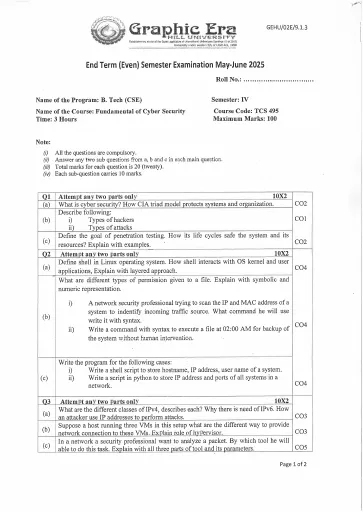 GEHU/02E/9.1.3
Graphic Era
HILL UNIVERSITY
End Term (Even) Semester Examination May-June 2025
Roll No.: ................................
Name of the Program: B. Tech (CSE)
Semester: IV
Name of the Course: Fundamental of Cyber Security
Course Code: TCS 495
Time: 3 Hours
Maximum Marks: 100
Note:
(i) All the questions are compulsory.
(ii) Answer any two sub questions from a, b and c in each main question.
(iii) Total marks for each question is 20 (twenty).
(iv) Each sub-question carries 10 marks.
Q1 Attempt any two parts only 10X2
(a) What is cyber security? How CIA triad model protects systems and organization. CO2
(b) Describe following: CO1
i) Types of hackers
ii) Types of attacks
(c) Define the goal of penetration testing. How its life cycles safe the system and its
resources? Explain with examples. CO2
Q2 Attempt any two parts only 10X2
(a) Define shell in Linux operating system. How shell interacts with OS kernel and user
applications, Explain with layered approach. CO4
What are different types of permission given to a file. Explain with symbolic and
numeric representation.
(b) i) A network security professional trying to scan the IP and MAC address of a
system to indentify incoming traffic source. What command he will use
write it with syntax. CO4
ii) Write a command with syntax to execute a file at 02:00 AM for backup of
the system without human intervention.
Write the program for the following cases:
(c) i) Write a shell script to store hostname, IP address, user name of a system.
ii) Write a script in python to store IP address and ports of all systems in a
network. CO4
Q3 Attempt any two parts only 10X2
(a) What are the different classes of IPv4, describes each? Why there is need of IPv6. How
an attacker use IP addresses to perform attacks. CO3
(b) Suppose a host running three VMs in this setup what are the different way to provide
network connection to these VMs. Explain role of hypervisor. CO3
(c) In a network a security professional want to analyze a packet. By which tool he will
able to do this task. Explain with all three parts of tool and its parameters. CO5
Page 1 of 2